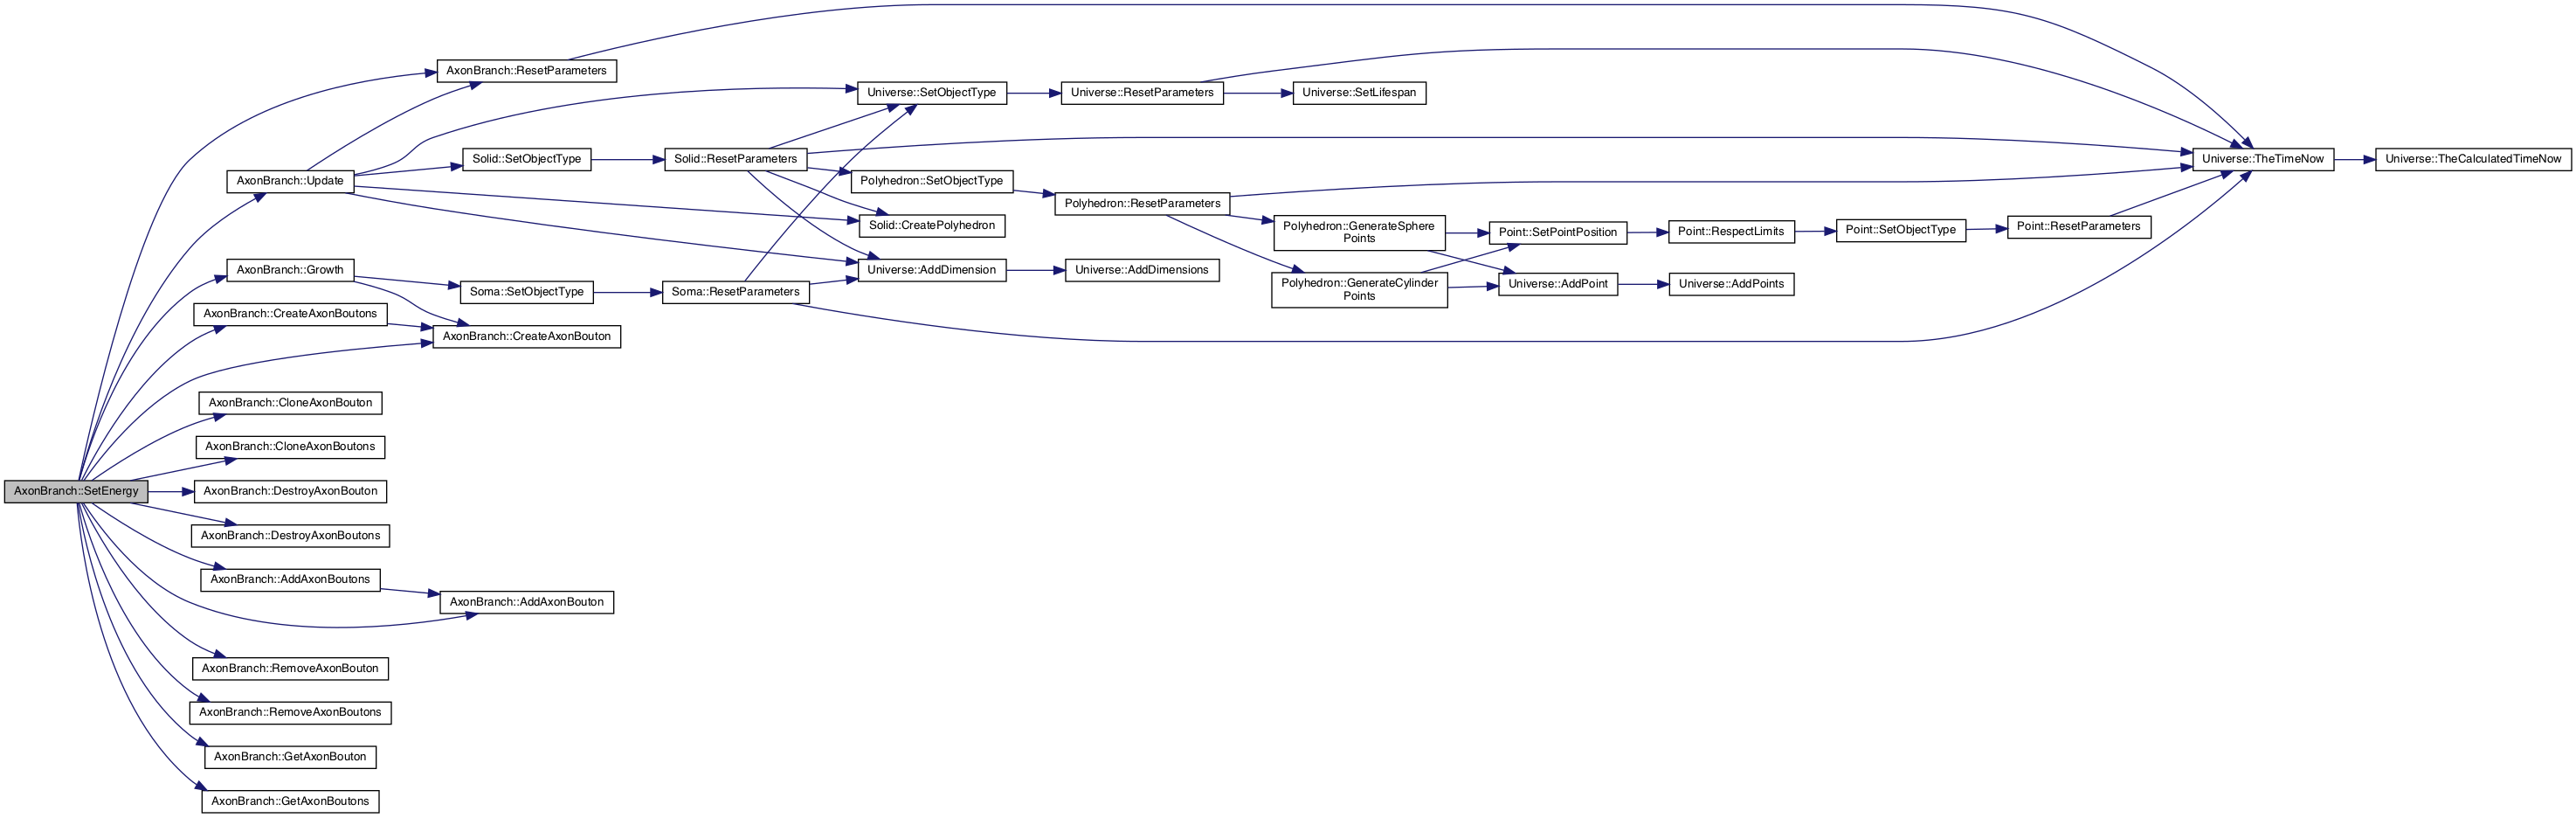 AxonBranch::SetEnergy
AxonBranch::ResetParameters
AxonBranch::Update
AxonBranch::Growth
AxonBranch::CreateAxonBoutons
AxonBranch::CreateAxonBouton
AxonBranch::CloneAxonBouton
AxonBranch::CloneAxonBoutons
AxonBranch::DestroyAxonBouton
AxonBranch::DestroyAxonBoutons
AxonBranch::AddAxonBoutons
AxonBranch::AddAxonBouton
AxonBranch::RemoveAxonBouton
AxonBranch::RemoveAxonBoutons
AxonBranch::GetAxonBouton
AxonBranch::GetAxonBoutons
Solid::SetObjectType
Soma::SetObjectType
Solid::ResetParameters
Soma::ResetParameters
Universe::SetObjectType
Polyhedron::SetObjectType
Solid::CreatePolyhedron
Universe::AddDimension
Universe::ResetParameters
Polyhedron::ResetParameters
Universe::AddDimensions
Universe::SetLifespan
Polyhedron::GenerateSphere
Points
Polyhedron::GenerateCylinder
Points
Point::SetPointPosition
Universe::AddPoint
Point::RespectLimits
Universe::AddPoints
Point::SetObjectType
Point::ResetParameters
Universe::TheTimeNow
Universe::TheCalculatedTimeNow